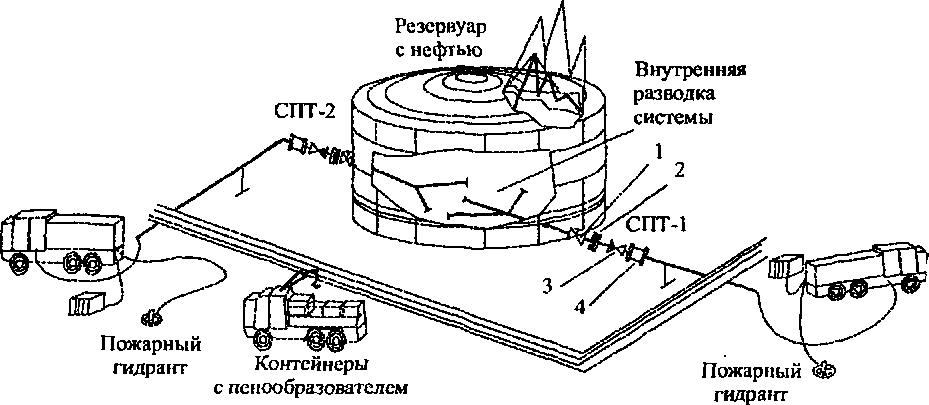 Резервуар
с нефтью
Внутренняя
разводка
системы
СПТ-2
1
2
СПТ-1
3
4
Пожарный
гидрант
Контейнеры
с пенообразователем
Пожарный
гидрант